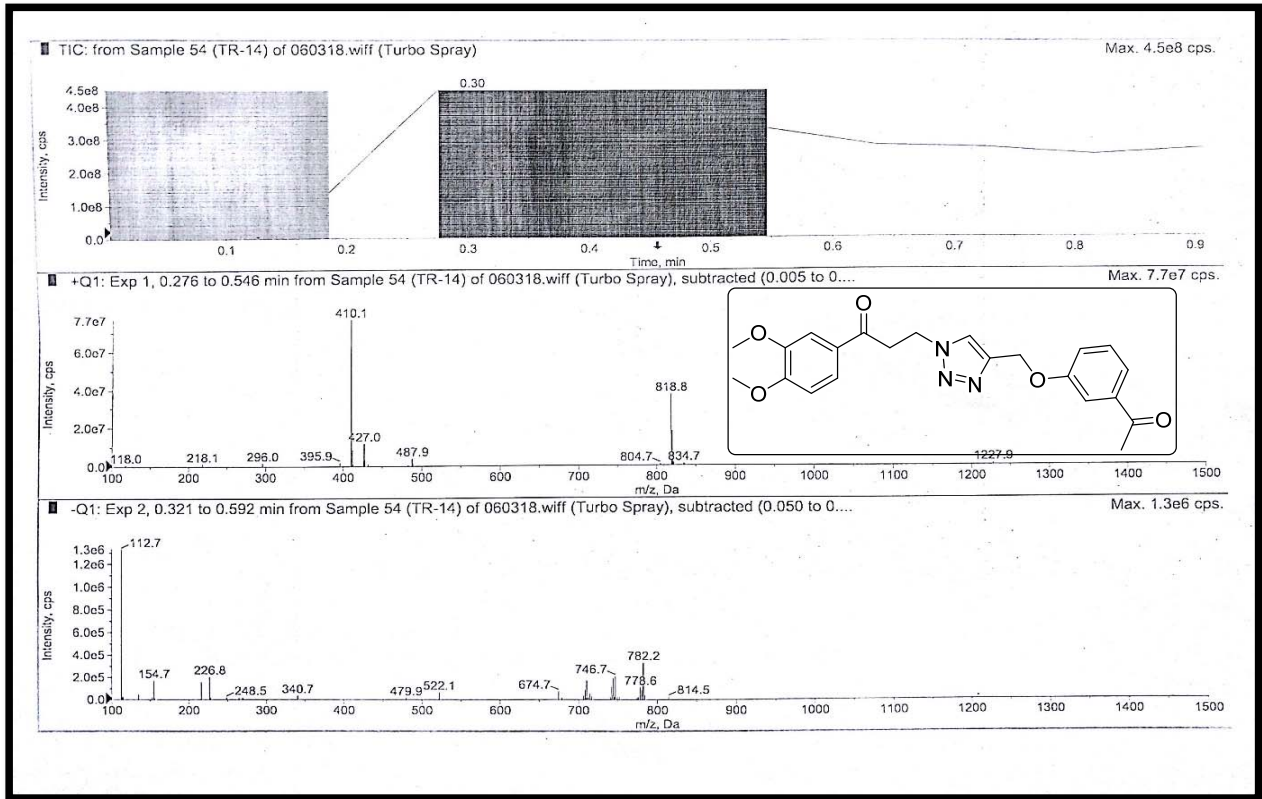 TIC: from Sample 54 (TR-14) of 060318.wiff (Turbo Spray)
Max. 4.5e8 cps.
0.30
4.5e8
4.0e8
3.0e8
2.0e8
1.0e8
0.0
Intensity, cps
0.1 0.2 0.3 0.4 0.5 0.6 0.7 0.8 0.9
Time, min
+Q1: Exp 1, 0.276 to 0.546 min from Sample 54 (TR-14) of 060318.wiff (Turbo Spray), subtracted (0.005 to 0....
Max. 7.7e7 cps.
7.7e7
6.0e7
4.0e7
2.0e7
0.0
Intensity, cps
410.1
818.8
427.0
118.0 218.1 296.0 395.9 487.9 804.7 834.7 1227.9
O
O
O
N
N=N
O
O
100 200 300 400 500 600 700 800 900 1000 1100 1200 1300 1400 1500
m/z, Da
-Q1: Exp 2, 0.321 to 0.592 min from Sample 54 (TR-14) of 060318.wiff (Turbo Spray), subtracted (0.050 to 0....
Max. 1.3e6 cps.
1.3e6
1.2e6
1.0e6
8.0e5
6.0e5
4.0e5
2.0e5
0.0
Intensity, cps
112.7
782.2
154.7 226.8 746.7
248.5 340.7 479.9 522.1 674.7 778.6 814.5
100 200 300 400 500 600 700 800 900 1000 1100 1200 1300 1400 1500
m/z, Da